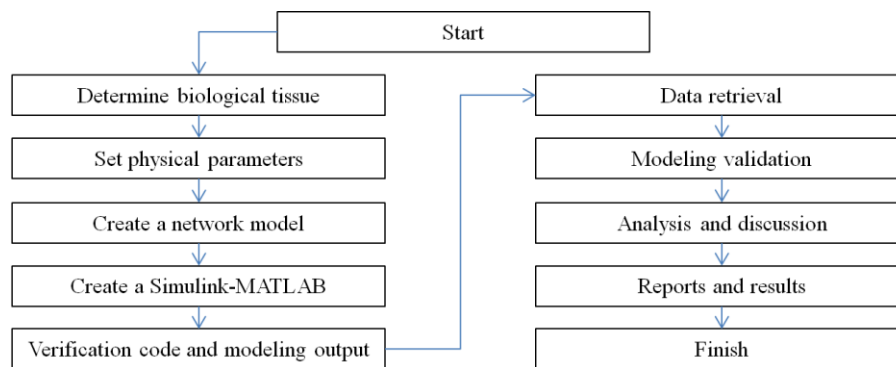 Start
Determine biological tissue
Set physical parameters
Create a network model
Create a Simulink-MATLAB
Verification code and modeling output
Data retrieval
Modeling validation
Analysis and discussion
Reports and results
Finish